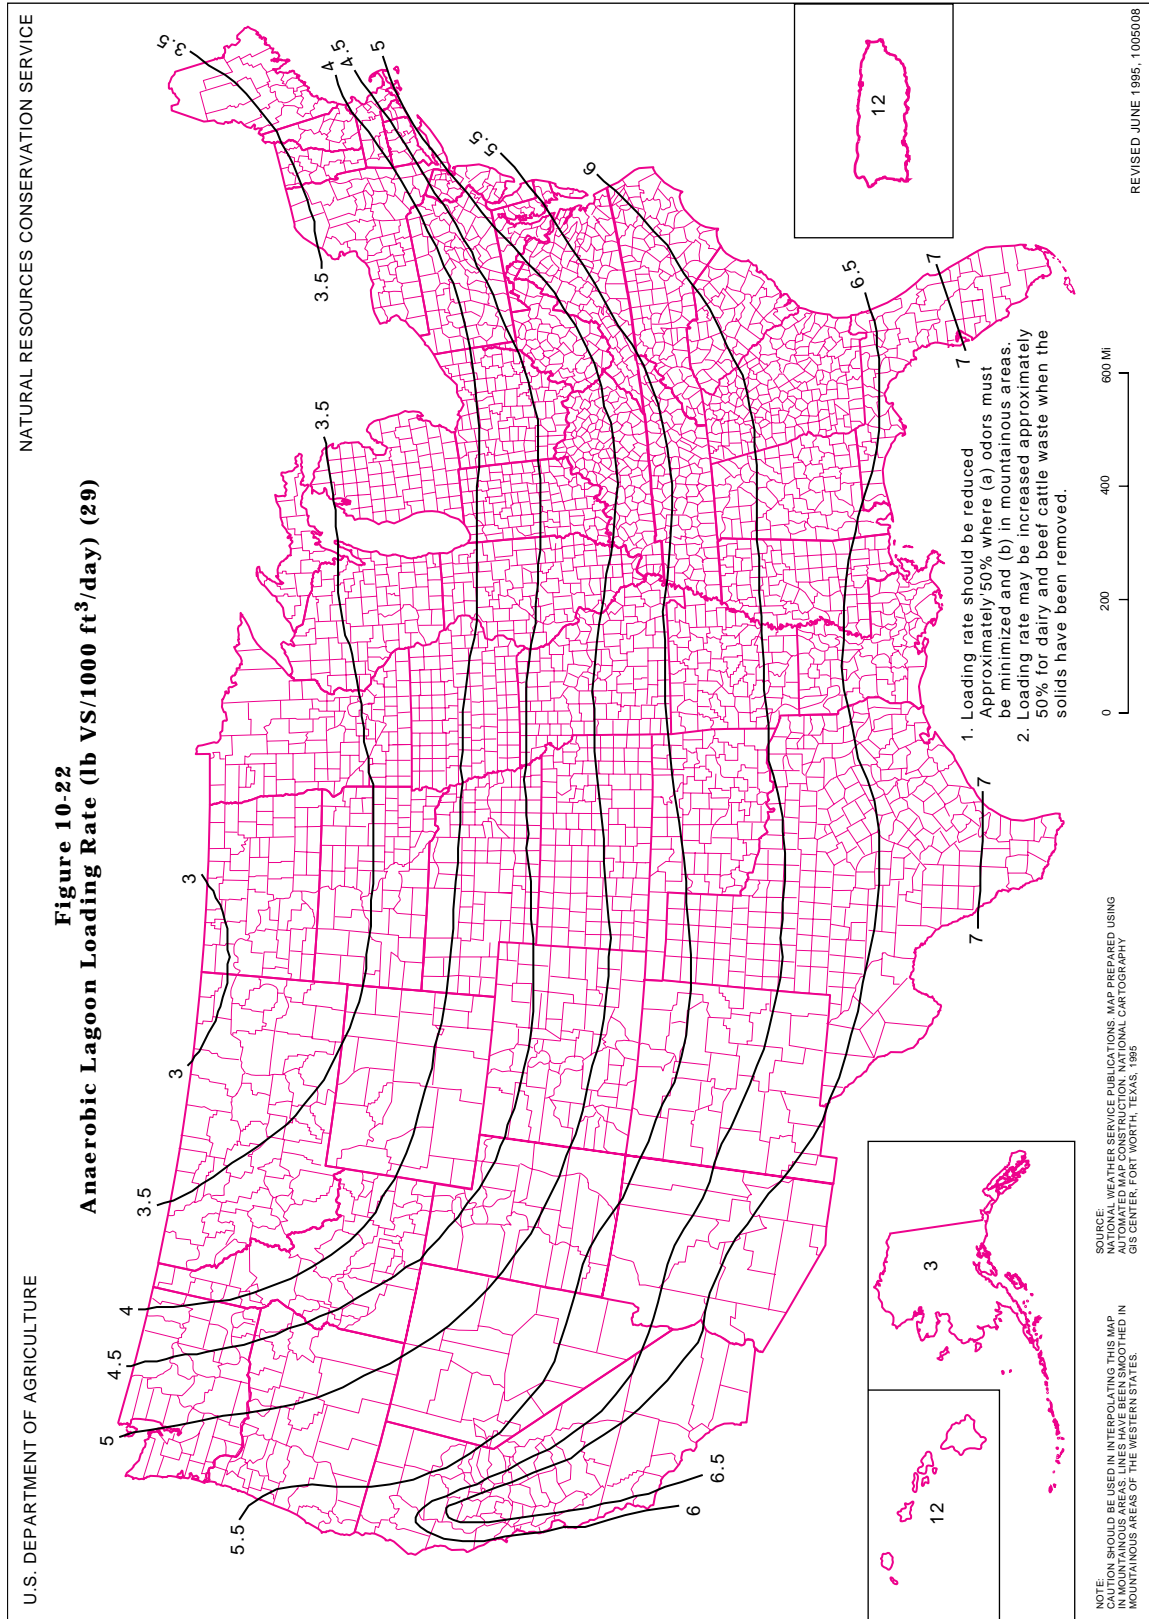 U.S. DEPARTMENT OF AGRICULTURE
NATURAL RESOURCES CONSERVATION SERVICE
Figure 10-22
Anaerobic Lagoon Loading Rate (lb VS/1000 ft³/day) (29)
5
4.5
4
3.5
3
3
3.5
3.5
3.5
3.5
4
4.5
5
5.5
6
5.5
6
6.5
6.5
7
7
7
7
12
3
12
1. Loading rate should be reduced
Approximately 50% where (a) odors must
be minimized and (b) in mountainous areas.
2. Loading rate may be increased approximately
50% for dairy and beef cattle waste when the
solids have been removed.
0 200 400 600 Mi
NOTE:
CAUTION SHOULD BE USED IN INTERPOLATING THIS MAP
IN MOUNTAINOUS AREAS. LINES HAVE BEEN SMOOTHED IN
MOUNTAINOUS AREAS OF THE WESTERN STATES.
SOURCE:
NATIONAL WEATHER SERVICE PUBLICATIONS. MAP PREPARED USING
AUTOMATED MAP CONSTRUCTION. NATIONAL CARTOGRAPHY
GIS CENTER, FORT WORTH, TEXAS, 1995
REVISED JUNE 1995, 1005008